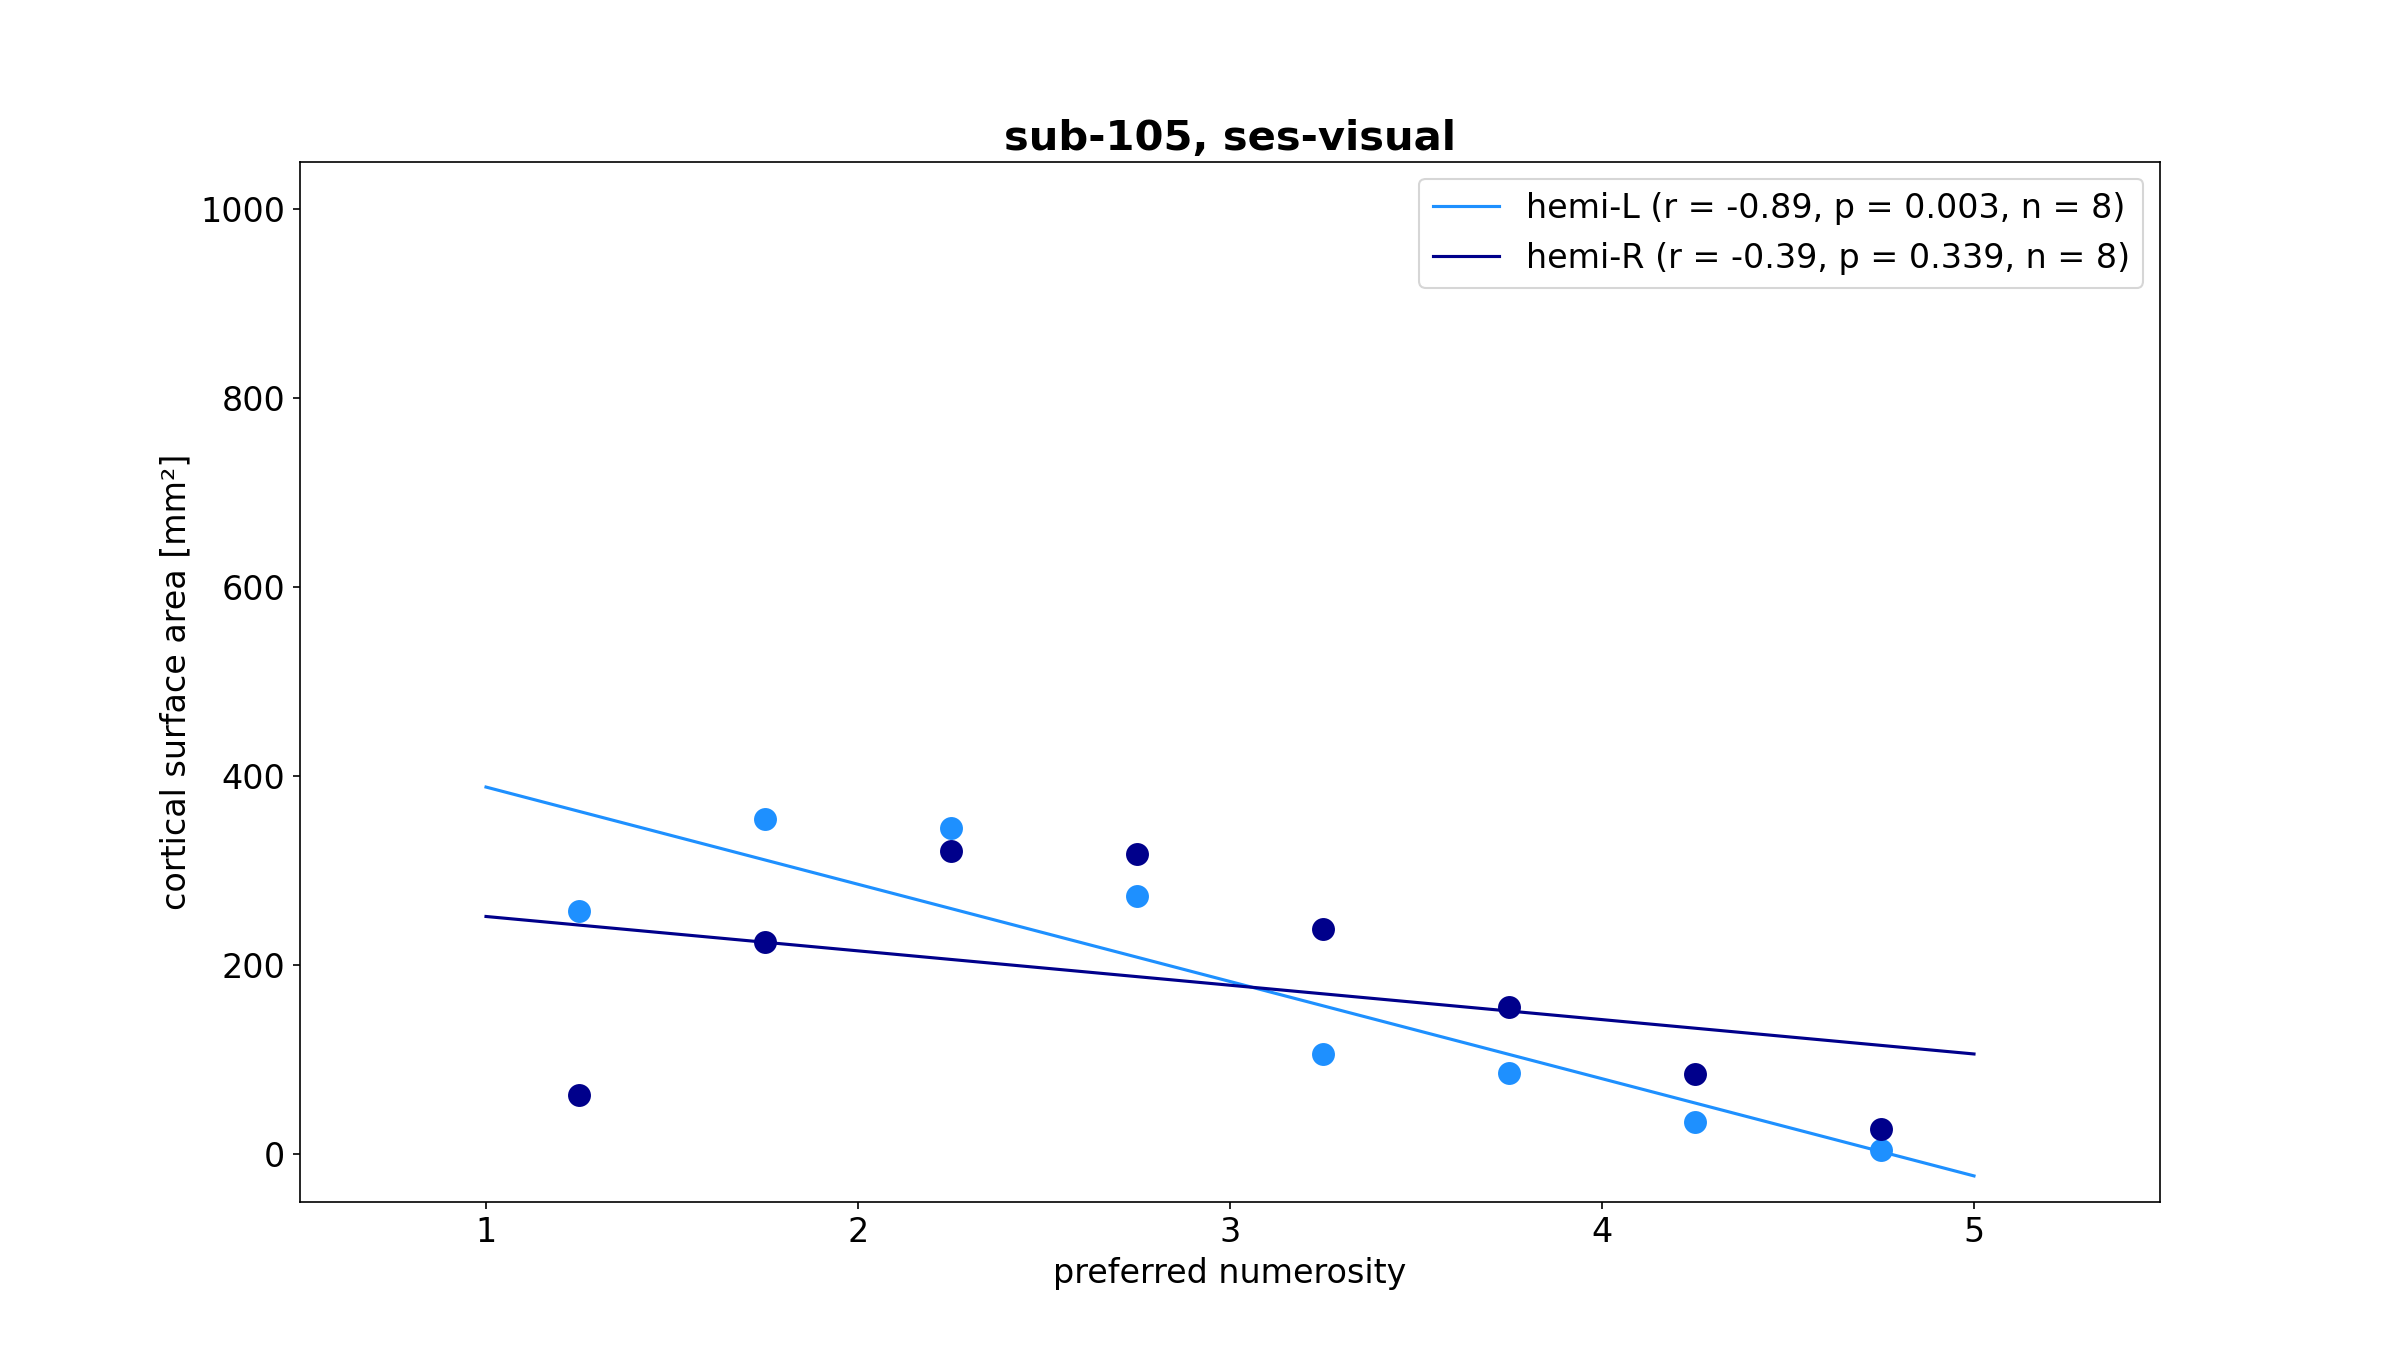 sub-105, ses-visual
hemi-L (r = -0.89, p = 0.003, n = 8)
hemi-R (r = -0.39, p = 0.339, n = 8)
cortical surface area [mm²]
1000
800
600
400
200
0
1 2 3 4 5
preferred numerosity